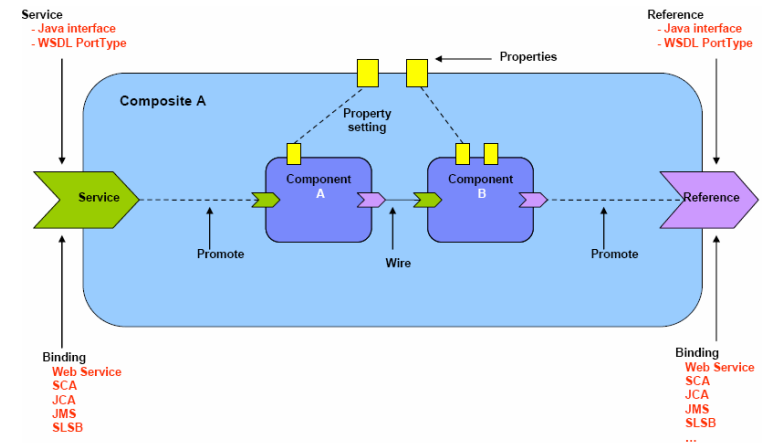 Service
- Java interface
- WSDL PortType
Reference
- Java interface
- WSDL PortType
Properties
Composite A
Property
setting
Component
A
Component
B
Service
Reference
Promote
Wire
Promote
Binding
Web Service
SCA
JCA
JMS
SLSB
Binding
Web Service
SCA
JCA
JMS
SLSB
...